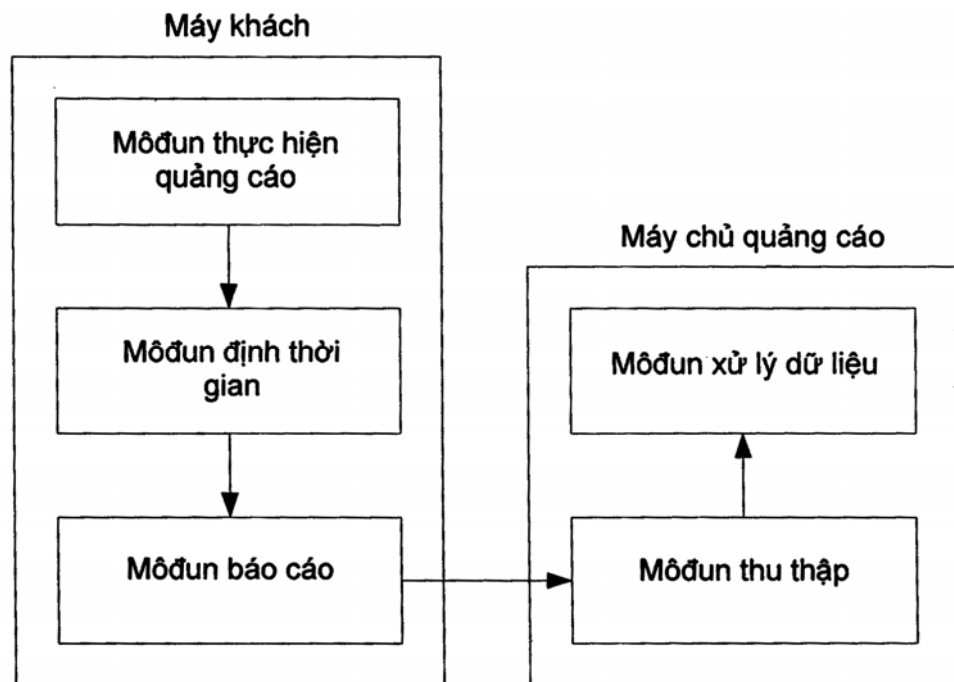 Máy khách
Môđun thực hiện
quảng cáo
Môđun định thời
gian
Môđun báo cáo
Máy chủ quảng cáo
Môđun xử lý dữ liệu
Môđun thu thập